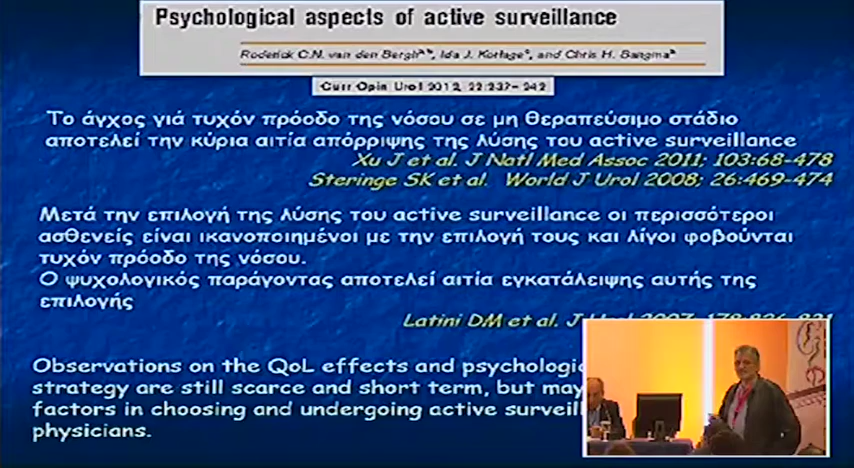 Psychological aspects of active surveillance
Roderick C.N. van den Bergh, Ida J. Korfage, and Chris H. Bangma
Curr Opin Urol 2012, 22:237-242
Το άγχος γιά τυχόν πρόοδο της νόσου σε μη θεραπεύσιμο στάδιο
αποτελεί την κύρια αιτία απόρριψης της λύσης του active surveillance
Xu J et al. J Natl Med Assoc 2011; 103:68-478
Steringe SK et al. World J Urol 2008; 26:469-474
Μετά την επιλογή της λύσης του active surveillance οι περισσότεροι
ασθενείς είναι ικανοποιημένοι με την επιλογή τους και λίγοι φοβούνται
τυχόν πρόοδο της νόσου.
Ο ψυχολογικός παράγοντας αποτελεί αιτία εγκατάλειψης αυτής της
επιλογής
Latini DM et al. J
Observations on the QoL effects and psychologic
strategy are still scarce and short term, but may
factors in choosing and undergoing active surveill
physicians.